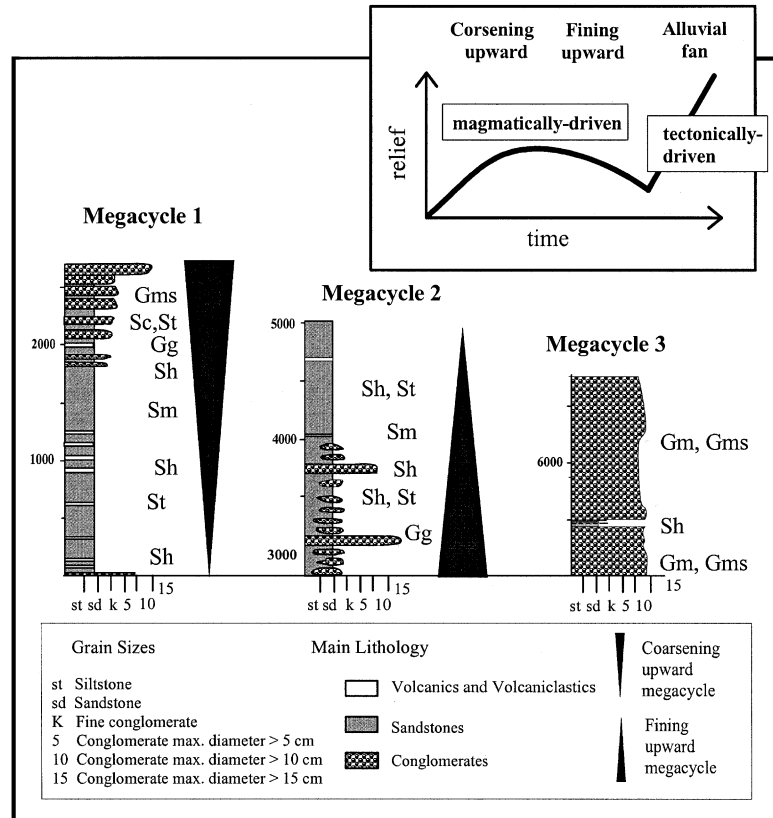 Corsening upward
Fining upward
Alluvial fan
magmatically-driven
tectonically-driven
relief
time
Megacycle 1
Gms
Sc,St
Gg
Sh
Sm
Sh
St
Sh
2000
1000
st sd k 5 10 15
Megacycle 2
5000
4000
3000
Sh, St
Sm
Sh
Sh, St
Gg
st sd k 5 10 15
Megacycle 3
6000
Gm, Gms
Sh
Gm, Gms
st sd k 5 10 15
Grain Sizes
st Siltstone
sd Sandstone
K Fine conglomerate
5 Conglomerate max. diameter > 5 cm
10 Conglomerate max. diameter > 10 cm
15 Conglomerate max. diameter > 15 cm
Main Lithology
Volcanics and Volcaniclastics
Sandstones
Conglomerates
Coarsening
upward
megacycle
Fining
upward
megacycle